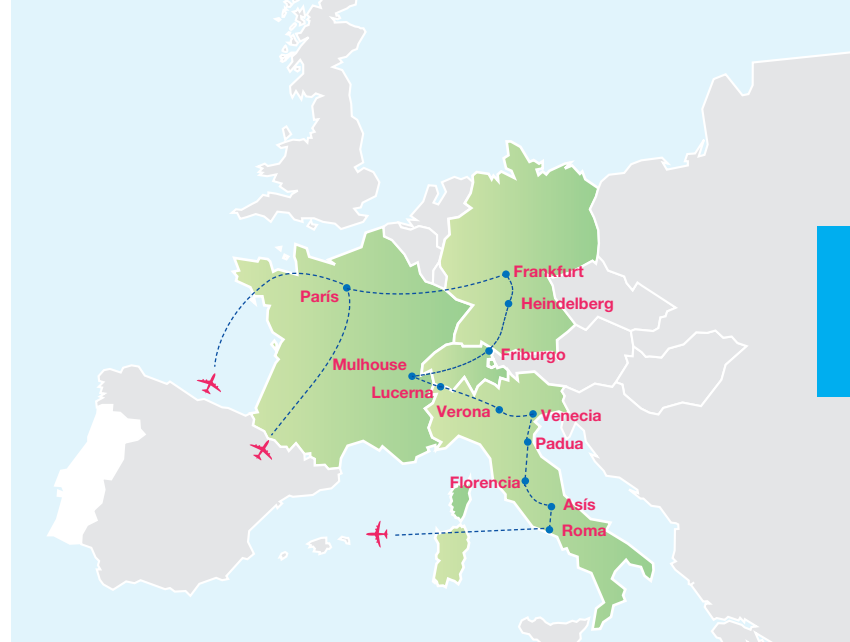 Frankfurt
París
Heindelberg
Friburgo
Mulhouse
Lucerna
Verona
Venecia
Padua
Florencia
Asís
Roma